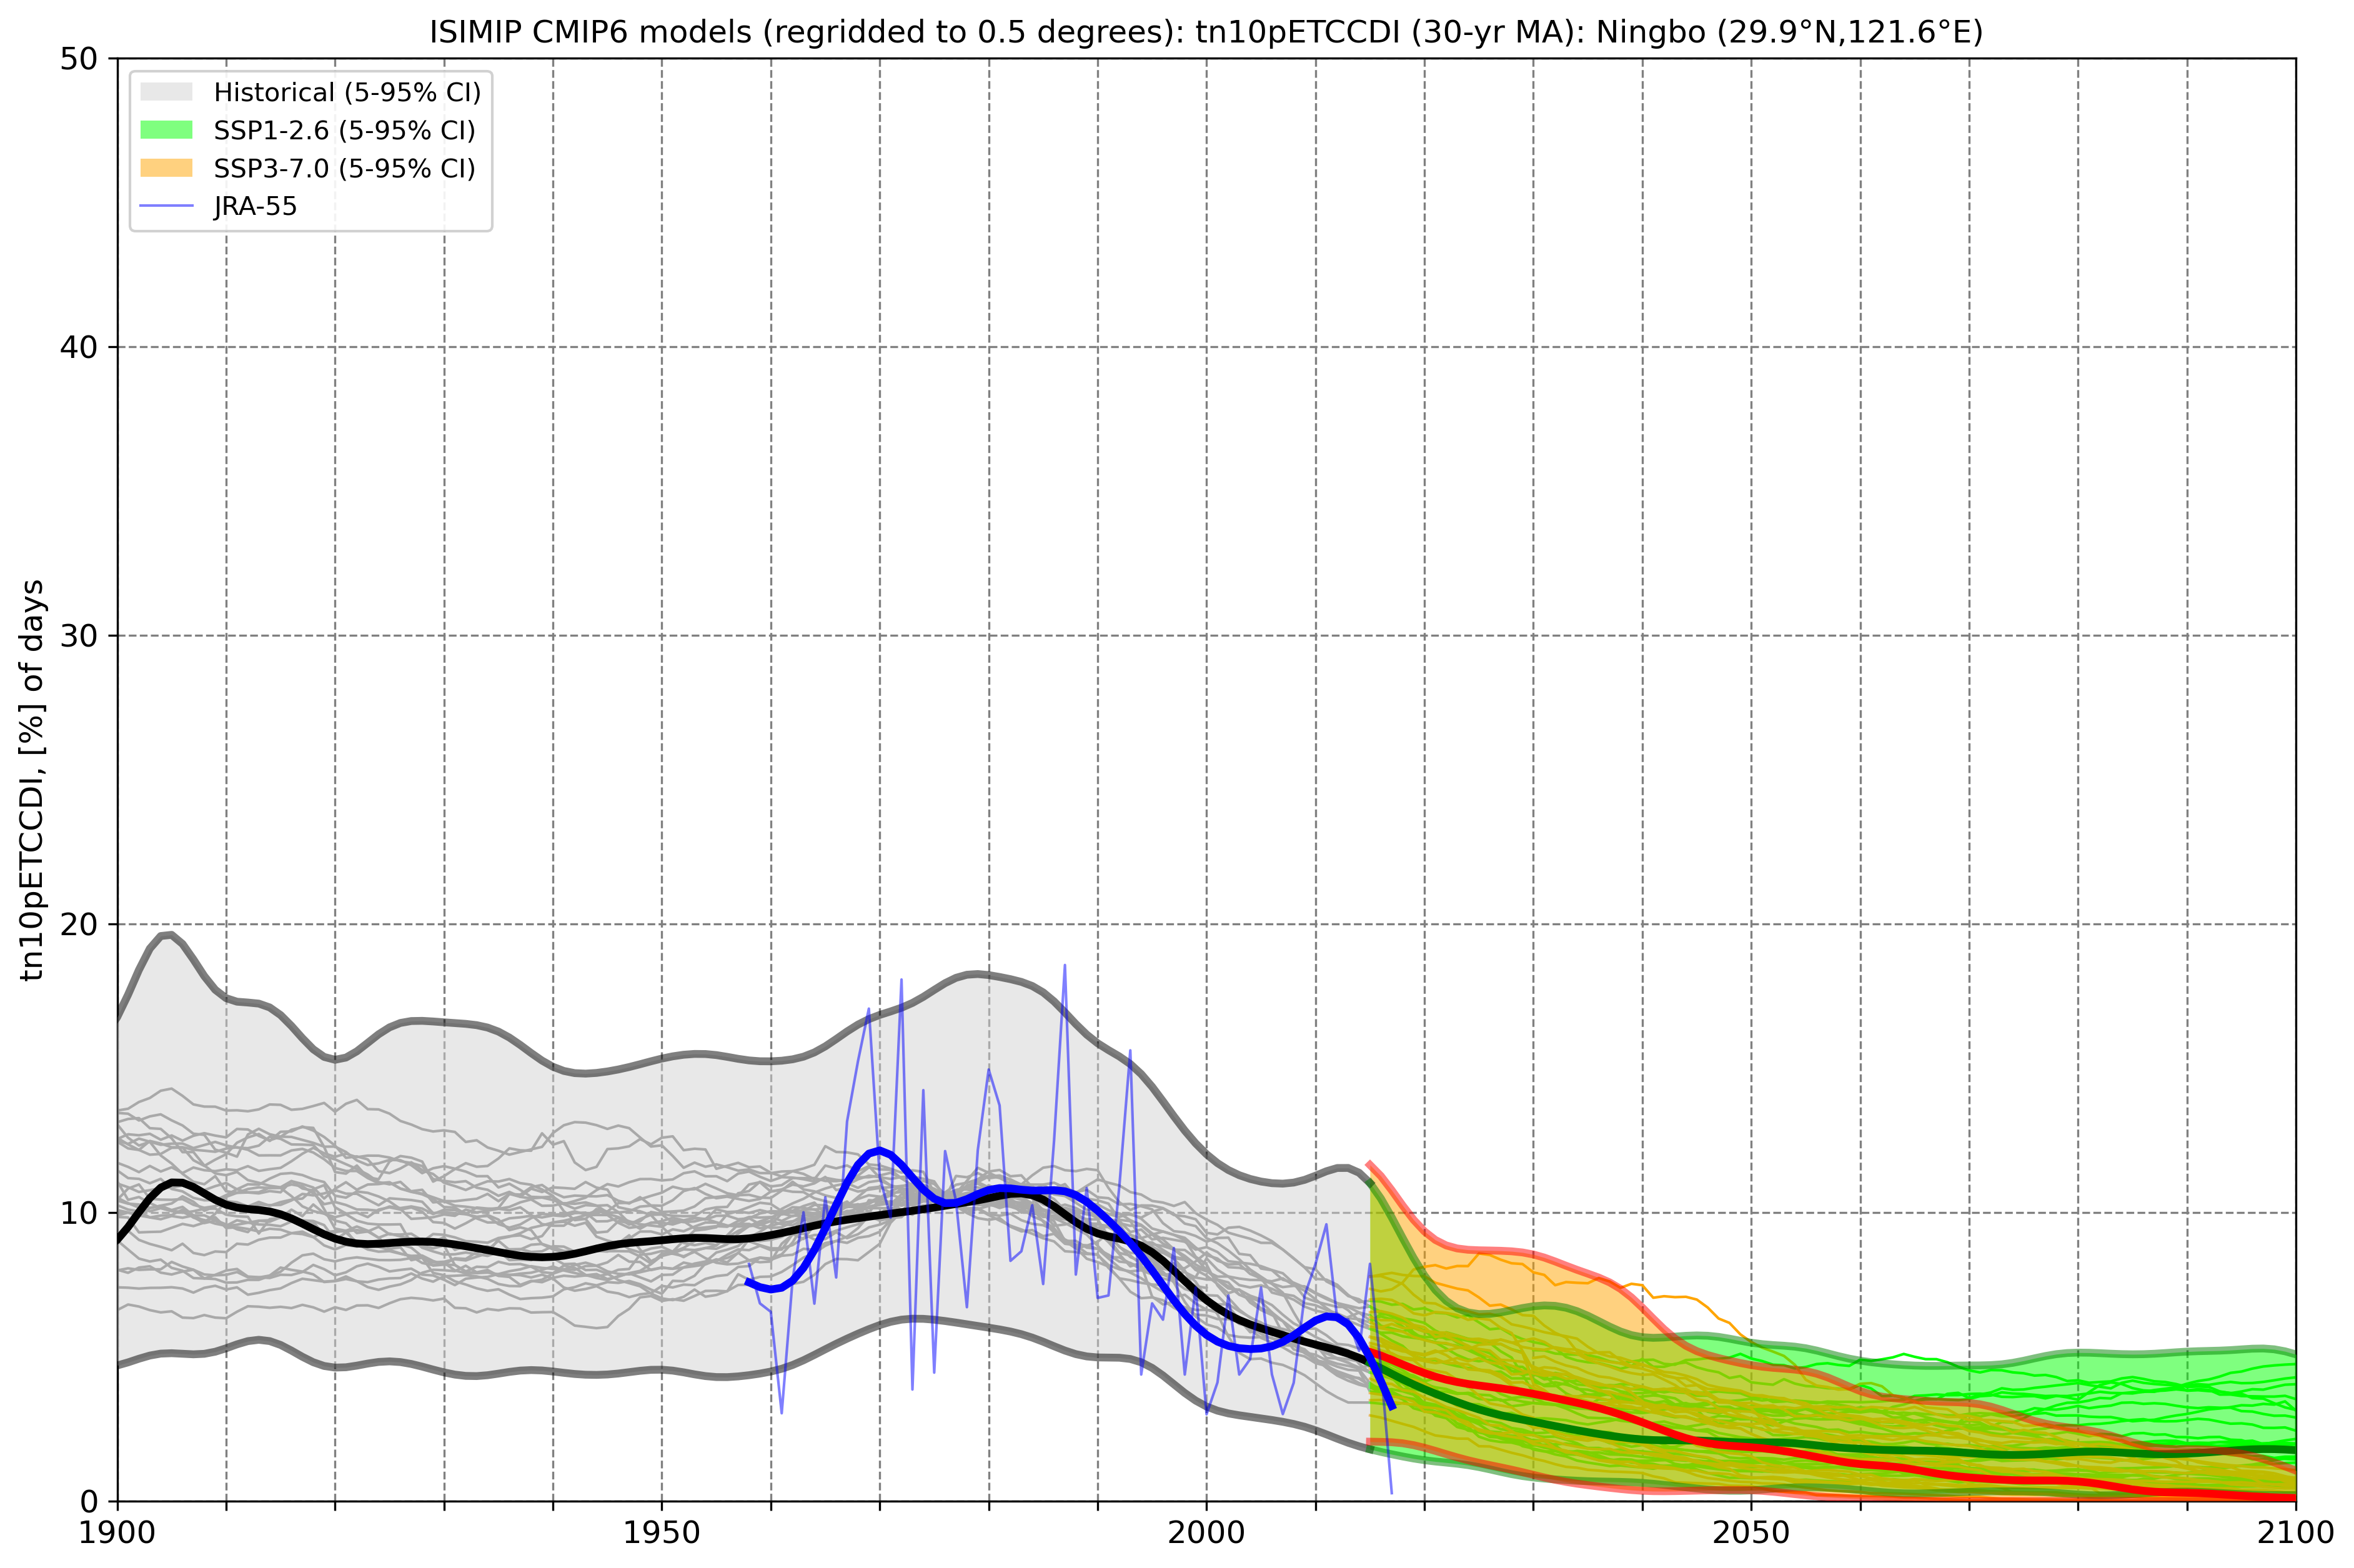 ISIMIP CMIP6 models (regridded to 0.5 degrees): tn10pETCCDI (30-yr MA): Ningbo (29.9°N,121.6°E)
Historical (5-95% CI)
SSP1-2.6 (5-95% CI)
SSP3-7.0 (5-95% CI)
JRA-55
tn10pETCCDI, [%] of days
50
40
30
20
10
0
1900
1950
2000
2050
2100